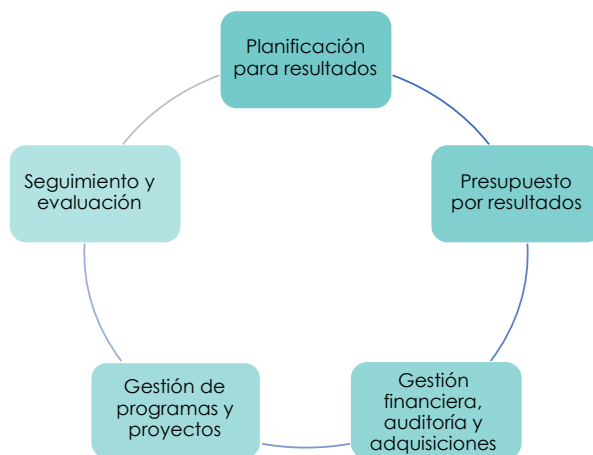 Planificación
para resultados
Presupuesto
por resultados
Gestión
financiera,
auditoría y
adquisiciones
Gestión de
programas y
proyectos
Seguimiento y
evaluación